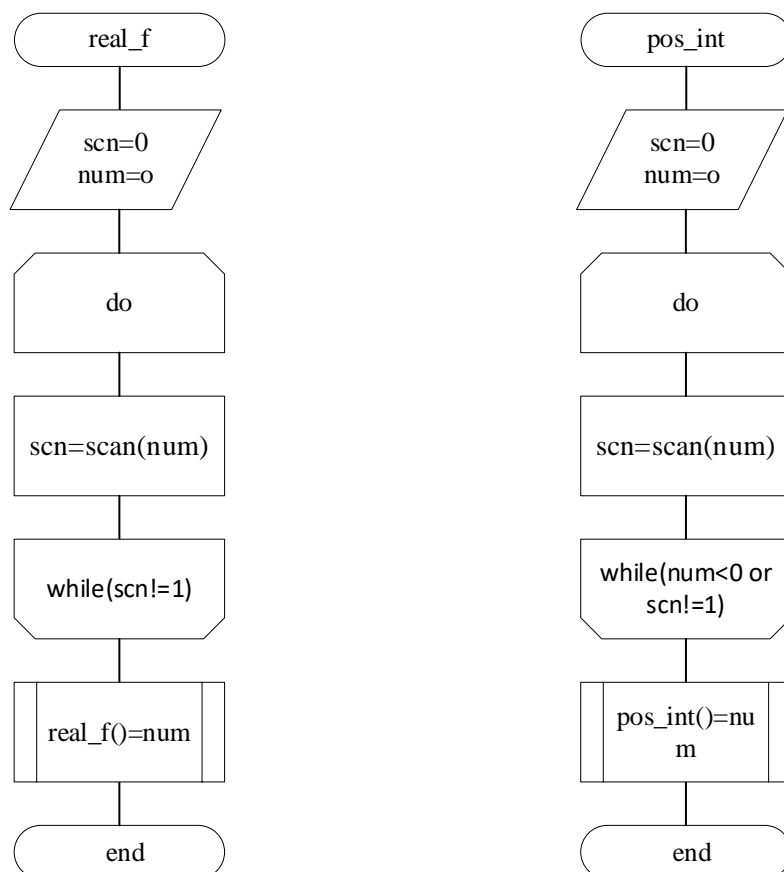 real_f
scn=0
num=o
do
scn=scan(num)
while(scn!=1)
real_f()=num
end
pos_int
scn=0
num=o
do
scn=scan(num)
while(num<0 or
scn!=1)
pos_int()=nu
m
end